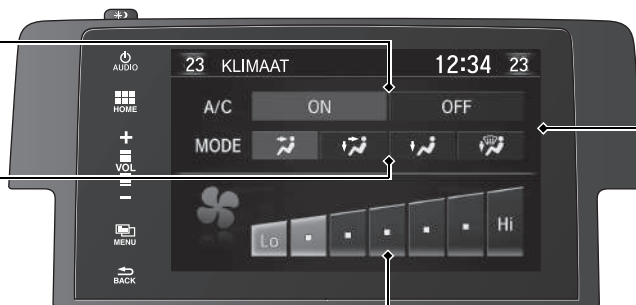 AUDIO
HOME
+
VOL
-
MENU
BACK
23 KLIMAAT 12:34 23
A/C ON OFF
MODE
Lo Hi